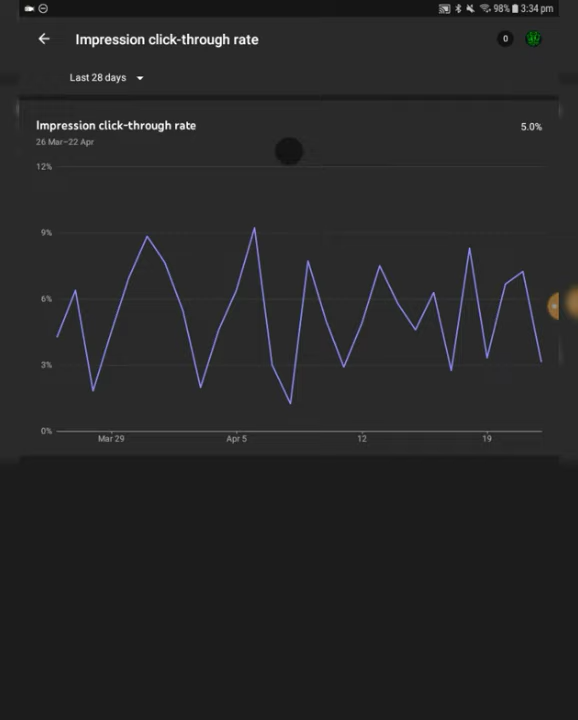 98% 3:34 pm
Impression click-through rate
0
Last 28 days
Impression click-through rate
5.0%
26 Mar–22 Apr
12%
9%
6%
3%
0%
Mar 29 Apr 5 12 19